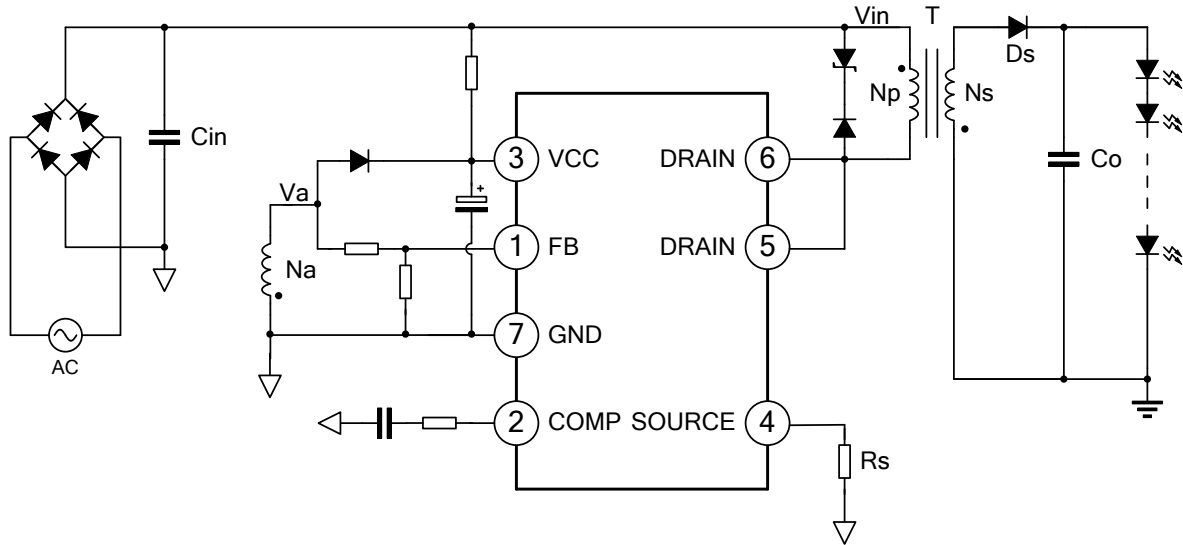 Vin
T
Ds
Np
Ns
Cin
3
VCC
DRAIN
6
Co
Va
+
1
FB
DRAIN
5
Na
7
GND
AC
2
COMP
SOURCE
4
Rs